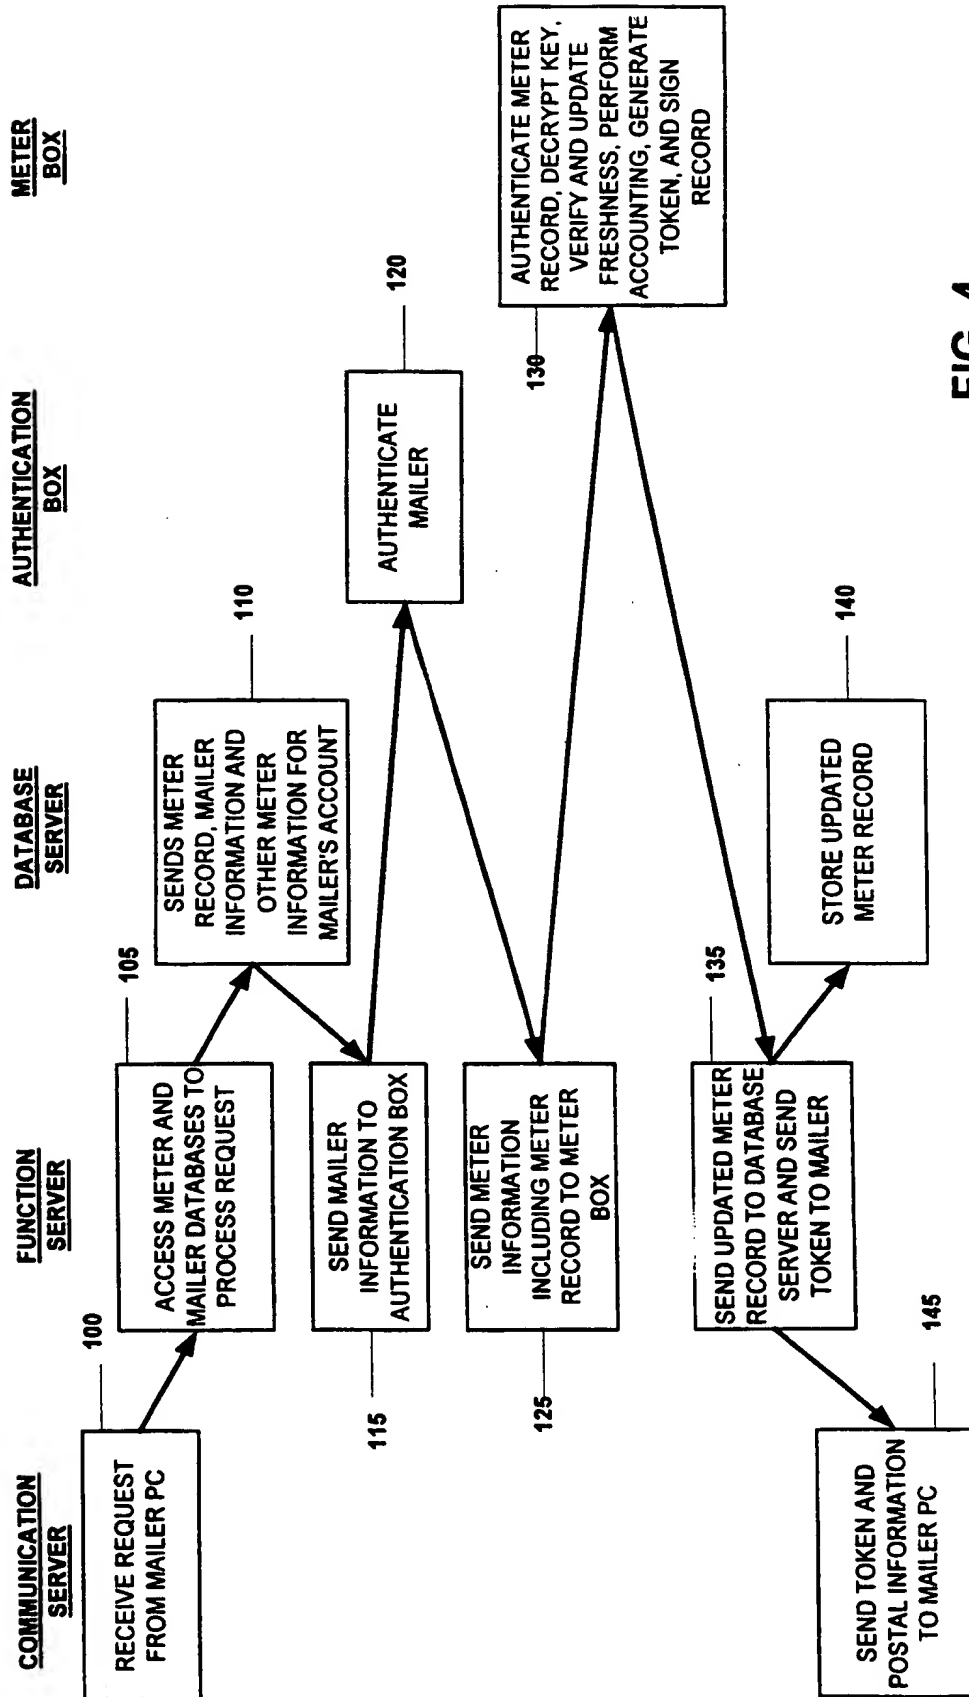 COMMUNICATION
SERVER
FUNCTION
SERVER
DATABASE
SERVER
AUTHENTICATION
BOX
METER
BOX
100
RECEIVE REQUEST
FROM MAILER PC
105
ACCESS METER AND
MAILER DATABASES TO
PROCESS REQUEST
110
SENDS METER
RECORD, MAILER
INFORMATION AND
OTHER METER
INFORMATION FOR
MAILER'S ACCOUNT
115
SEND MAILER
INFORMATION TO
AUTHENTICATION BOX
120
AUTHENTICATE
MAILER
125
SEND METER
INFORMATION
INCLUDING METER
RECORD TO METER
BOX
130
AUTHENTICATE METER
RECORD, DECRYPT KEY,
VERIFY AND UPDATE
FRESHNESS, PERFORM
ACCOUNTING, GENERATE
TOKEN, AND SIGN
RECORD
135
SEND UPDATED METER
RECORD TO DATABASE
SERVER AND SEND
TOKEN TO MAILER
140
STORE UPDATED
METER RECORD
145
SEND TOKEN AND
POSTAL INFORMATION
TO MAILER PC